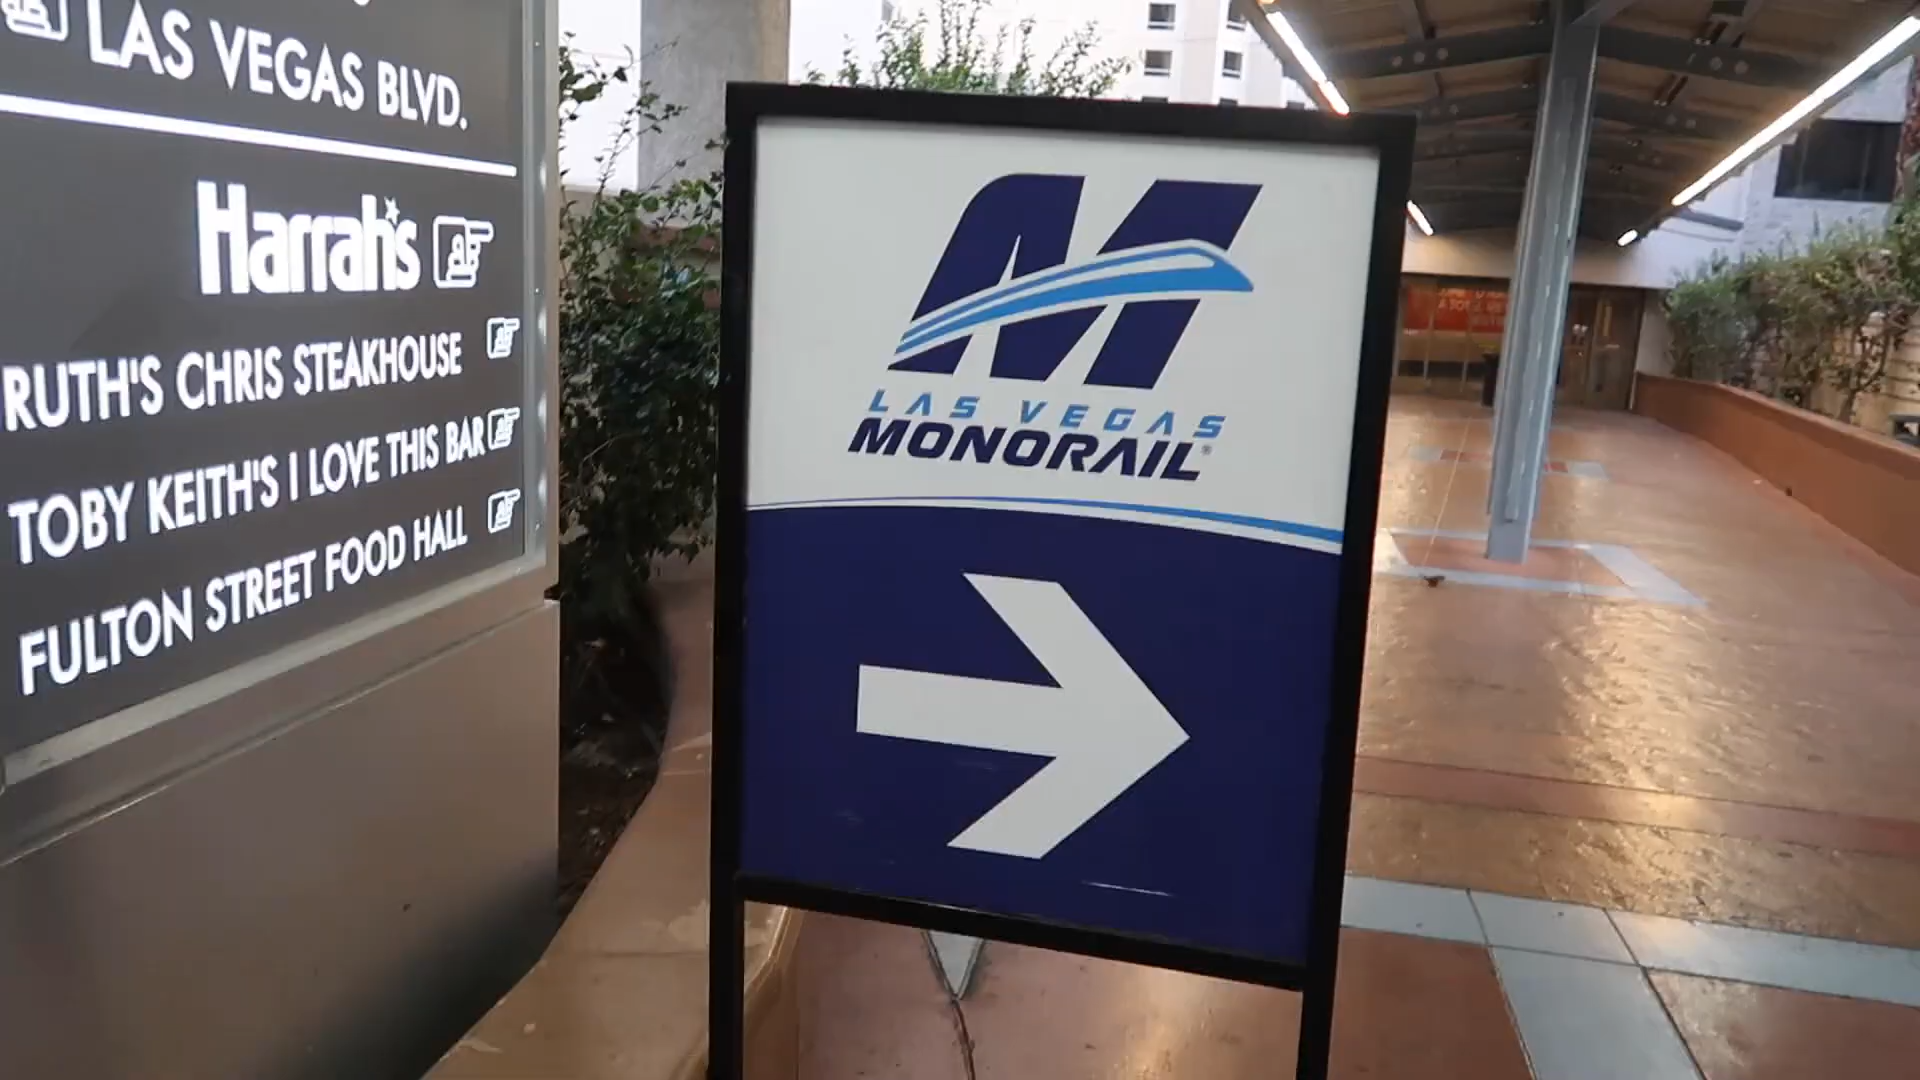 LAS VEGAS BLVD.
Harrah's
RUTH'S CHRIS STEAKHOUSE
TOBY KEITH'S I LOVE THIS BAR
FULTON STREET FOOD HALL
M
LAS VEGAS
MONORAIL®